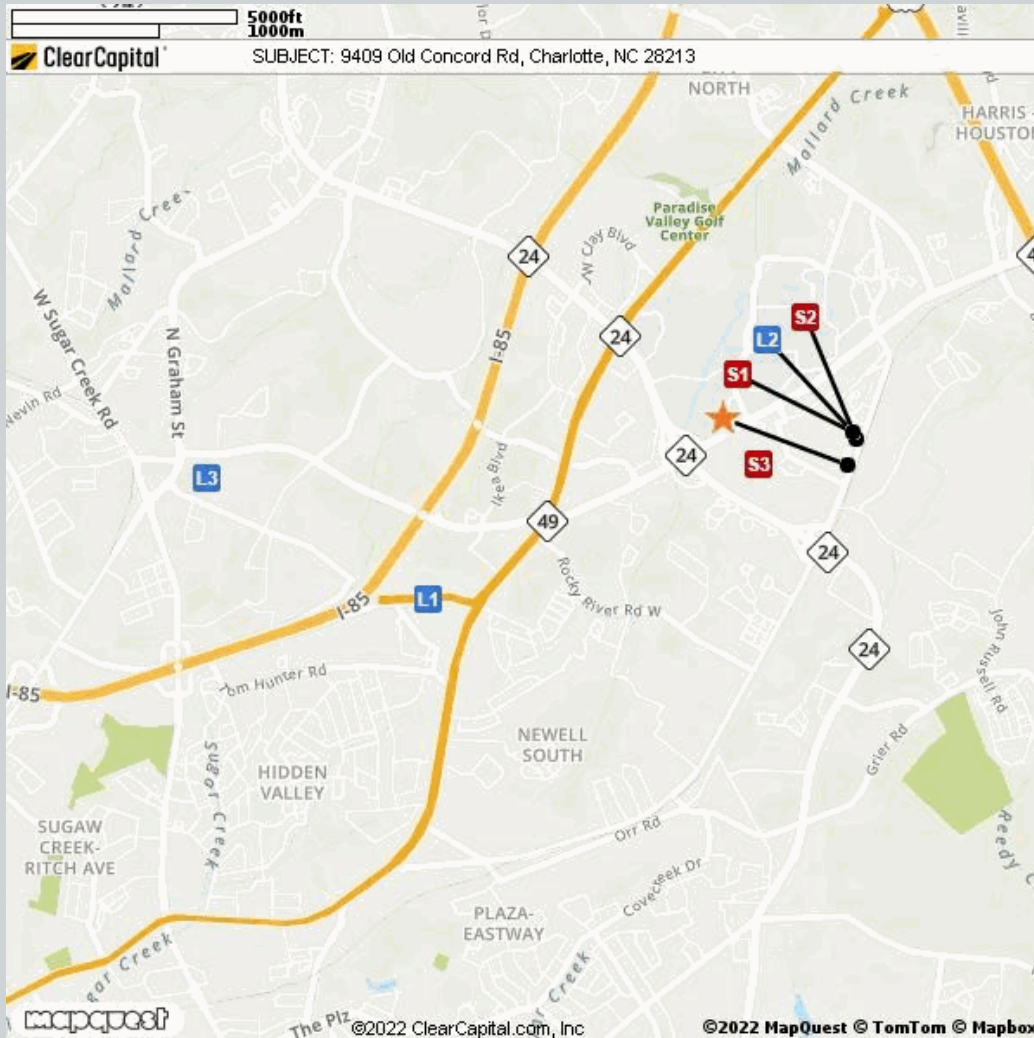 5000ft
1000m
ClearCapital
SUBJECT: 9409 Old Concord Rd, Charlotte, NC 28213
NORTH
Mallard Creek
HARRIS -
HOUSTON
Paradise
Valley Golf
Center
W Clay Blvd
Mallard Creek
24
24
I-85
S2
L2
S1
W Sugar Creek Rd
N Graham St
Nevin Rd
24
S3
L3
Ikea Blvd
49
24
I-85
L1
Rocky River Rd W
24
John Russell Rd
Tom Hunter Rd
I-85
NEWELL
SOUTH
Grier Rd
HIDDEN
VALLEY
Sugar Creek
SUGAW
CREEK-
RITCH AVE
Orr Rd
Reedy
Covecreek Dr
PLAZA-
EASTWAY
Creek
Creek
The Plz
mapquest
©2022 ClearCapital.com, Inc
©2022 MapQuest © TomTom © Mapbox